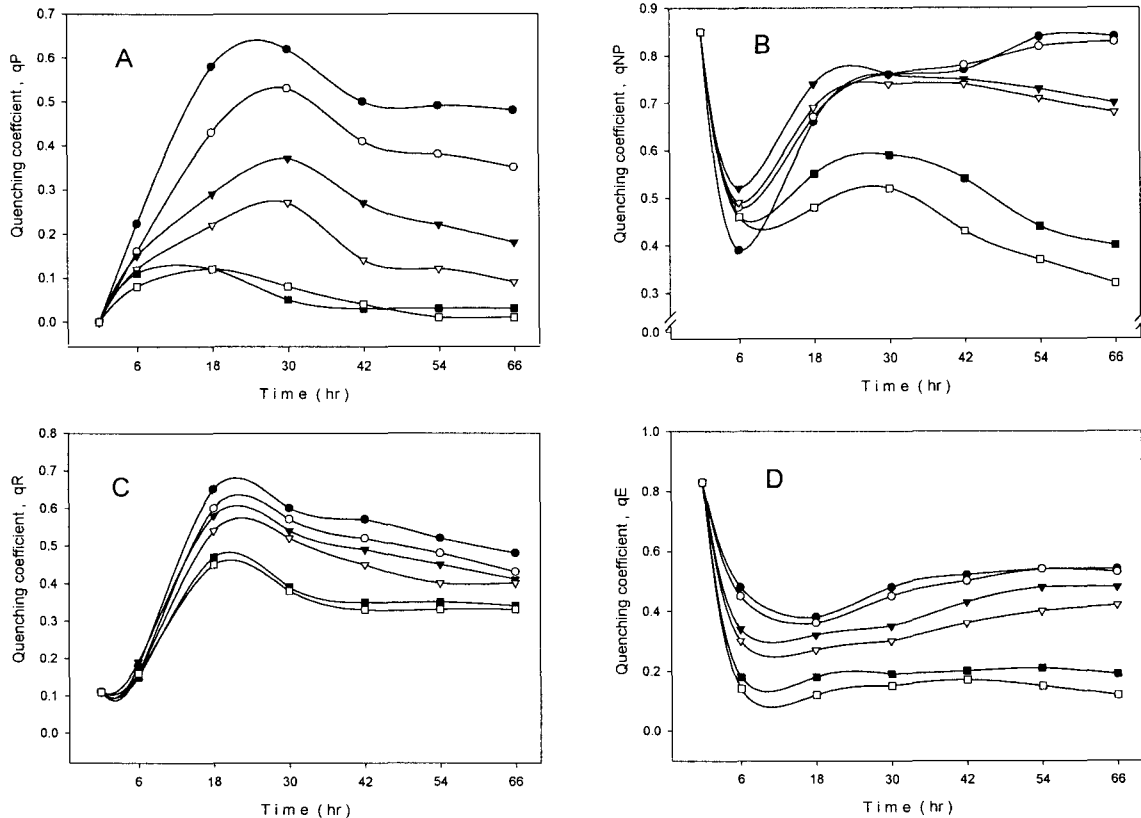 A
Quenching coeffcient , qP
0.7
0.6
0.5
0.4
0.3
0.2
0.1
0.0
6 18 30 42 54 66
Time (hr)
B
Quenching coefficient , qNP
0.9
0.8
0.7
0.6
0.5
0.4
0.3
0.0
6 18 30 42 54 66
Time (hr)
C
Quenching coefficient , qR
0.8
0.7
0.6
0.5
0.4
0.3
0.2
0.1
0.0
6 18 30 42 54 66
Time (hr)
D
Quenching coefficient , qE
1.0
0.8
0.6
0.4
0.2
0.0
6 18 30 42 54 66
Time (hr)